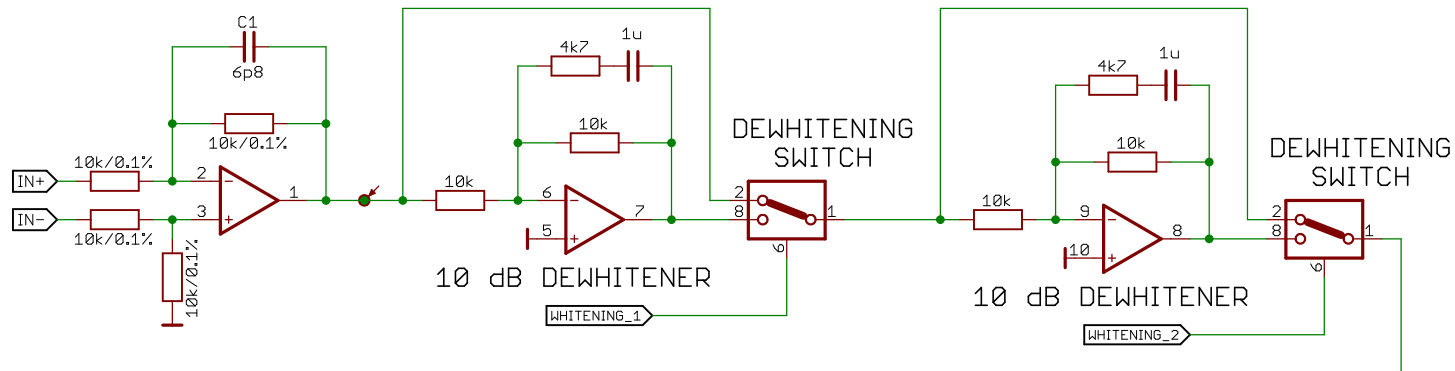 C1
6p8
10k/0.1%
10k/0.1%
IN+
2
1
IN-
3
10k/0.1%
10k/0.1%
1u
4k7
10k
10k
6
7
5
10 dB DEWHITENER
DEWHITENING
SWITCH
2
8
1
6
WHITENING_1
1u
4k7
10k
10k
9
8
10
10 dB DEWHITENER
DEWHITENING
SWITCH
2
8
1
6
WHITENING_2